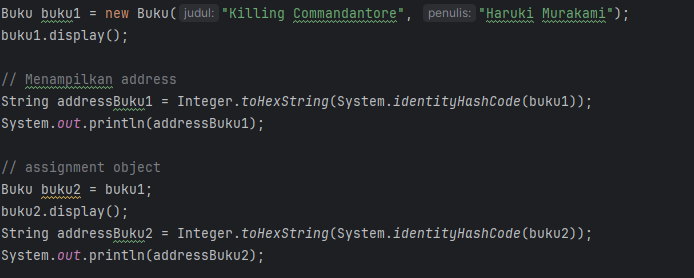 Buku buku1 = new Buku( judul: "Killing Commandantore", penulis: "Haruki Murakami");
buku1.display();
// Menampilkan address
String addressBuku1 = Integer.toHexString(System.identityHashCode(buku1));
System.out.println(addressBuku1);
// assignment object
Buku buku2 = buku1;
buku2.display();
String addressBuku2 = Integer.toHexString(System.identityHashCode(buku2));
System.out.println(addressBuku2);